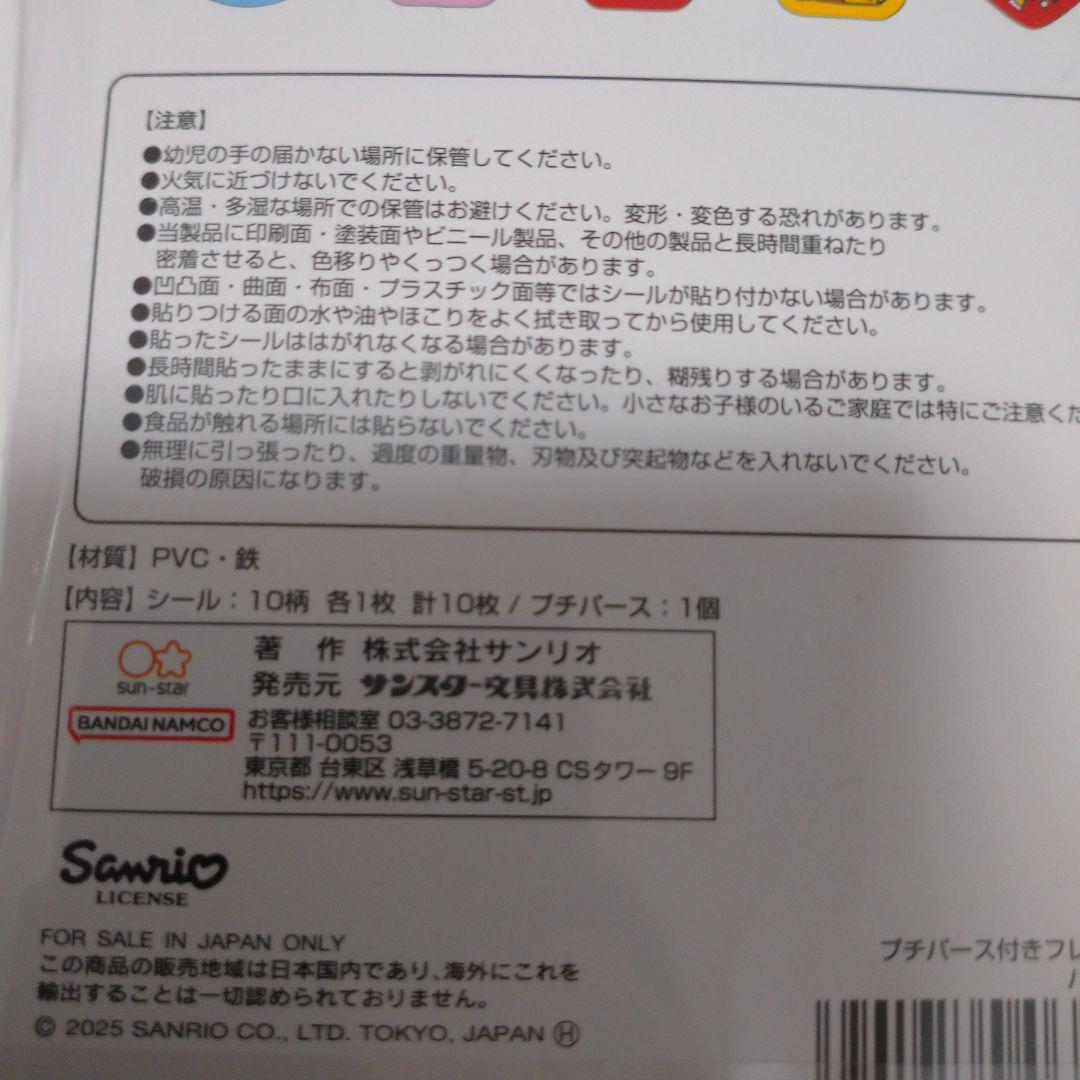 【注意】
●幼児の手の届かない場所に保管してください。
●火気に近づけないでください。
●高温・多湿な場所での保管はお避けください。変形・変色する恐れがあります。
●当製品に印刷面・塗装面やビニール製品、その他の製品と長時間重ねたり
密着させると、色移りやくっつく場合があります。
●凹凸面・曲面・布面・プラスチック面等ではシールが貼り付かない場合があります。
●貼りつける面の水や油やほこりをよく拭き取ってから使用してください。
●貼ったシールははがれなくなる場合があります。
●長時間貼ったままにすると剥がれにくくなったり、糊残りする場合があります。
●肌に貼ったり口に入れたりしないでください。小さなお子様のいるご家庭では特にご注意くだ
●食品が触れる場所には貼らないでください。
●無理に引っ張ったり、過度の重量物、刃物及び突起物などを入れないでください。
破損の原因になります。
【材質】PVC・鉄
【内容】シール：10柄 各1枚 計10枚 / プチパース：1個
sun-star
BANDAI NAMCO
著 作 株式会社サンリオ
発売元 サンスター文具株式会社
お客様相談室 03-3872-7141
〒111-0053
東京都 台東区 浅草橋 5-20-8 CSタワー 9F
https://www.sun-star-st.jp
Sanrio
LICENSE
FOR SALE IN JAPAN ONLY
この商品の販売地域は日本国内であり、海外にこれを
輸出することは一切認められておりません。
© 2025 SANRIO CO., LTD. TOKYO, JAPAN Ⓗ
プチパース付きフレ